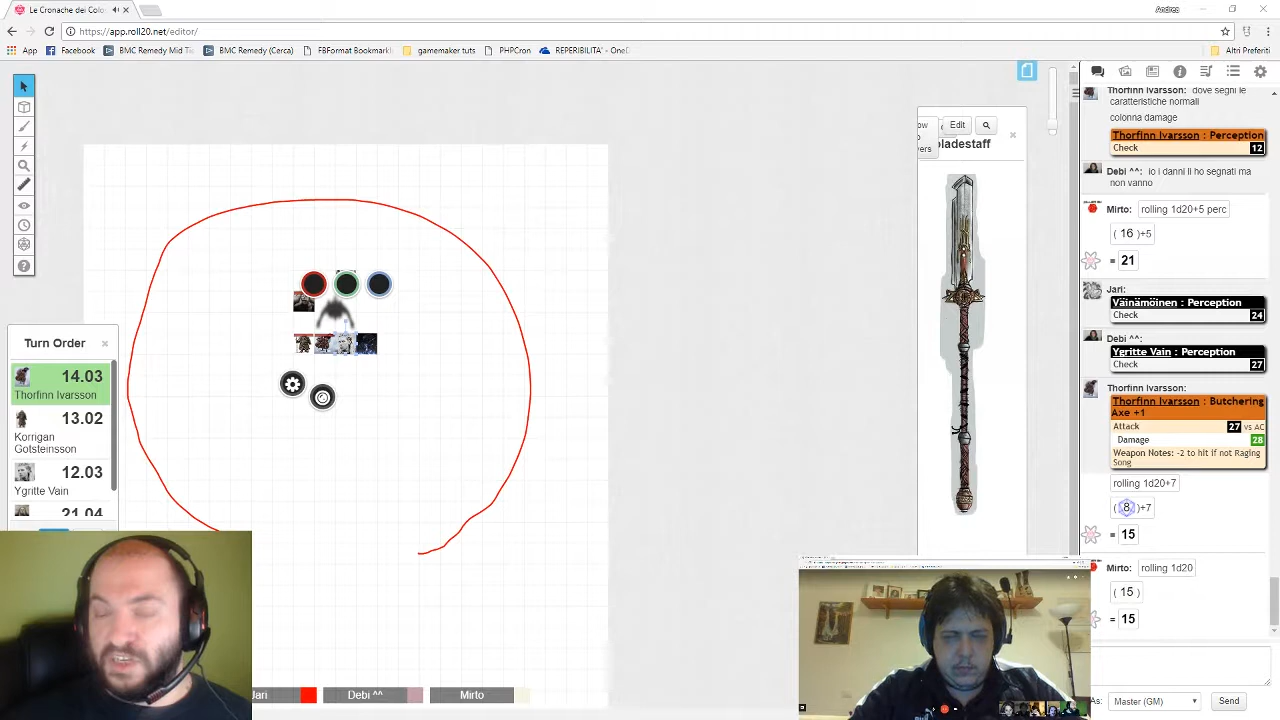 Le Cronache dei Colos
Andrea
https://app.roll20.net/editor/
App
Facebook
BMC Remedy Mid Tie
BMC Remedy (Cerca)
FBFormat Bookmarkl
gamemaker tuts
PHPCron
REPERIBILITA' - OneD
Altri Preferiti
Edit
bladestaff
Turn Order
14.03
Thorfinn Ivarsson
13.02
Korrigan
Gotsteinsson
12.03
Ygritte Vain
21.04
Thorfinn Ivarsson: dove segni le
caratteristiche normali
colonna damage
Thorfinn Ivarsson : Perception
Check 12
Debi ^^: io i danni li ho segnati ma
non vanno
Mirto: rolling 1d20+5 perc
( 16 )+5
= 21
Jari:
Väinämöinen : Perception
Check 24
Debi ^^:
Ygritte Vain : Perception
Check 27
Thorfinn Ivarsson:
Thorfinn Ivarsson : Butchering
Axe +1
Attack 27 vs AC
Damage 28
Weapon Notes: -2 to hit if not Raging
Song
rolling 1d20+7
( 8 )+7
= 15
Mirto: rolling 1d20
( 15 )
= 15
As: Master (GM) Send
Jari
Debi ^^
Mirto